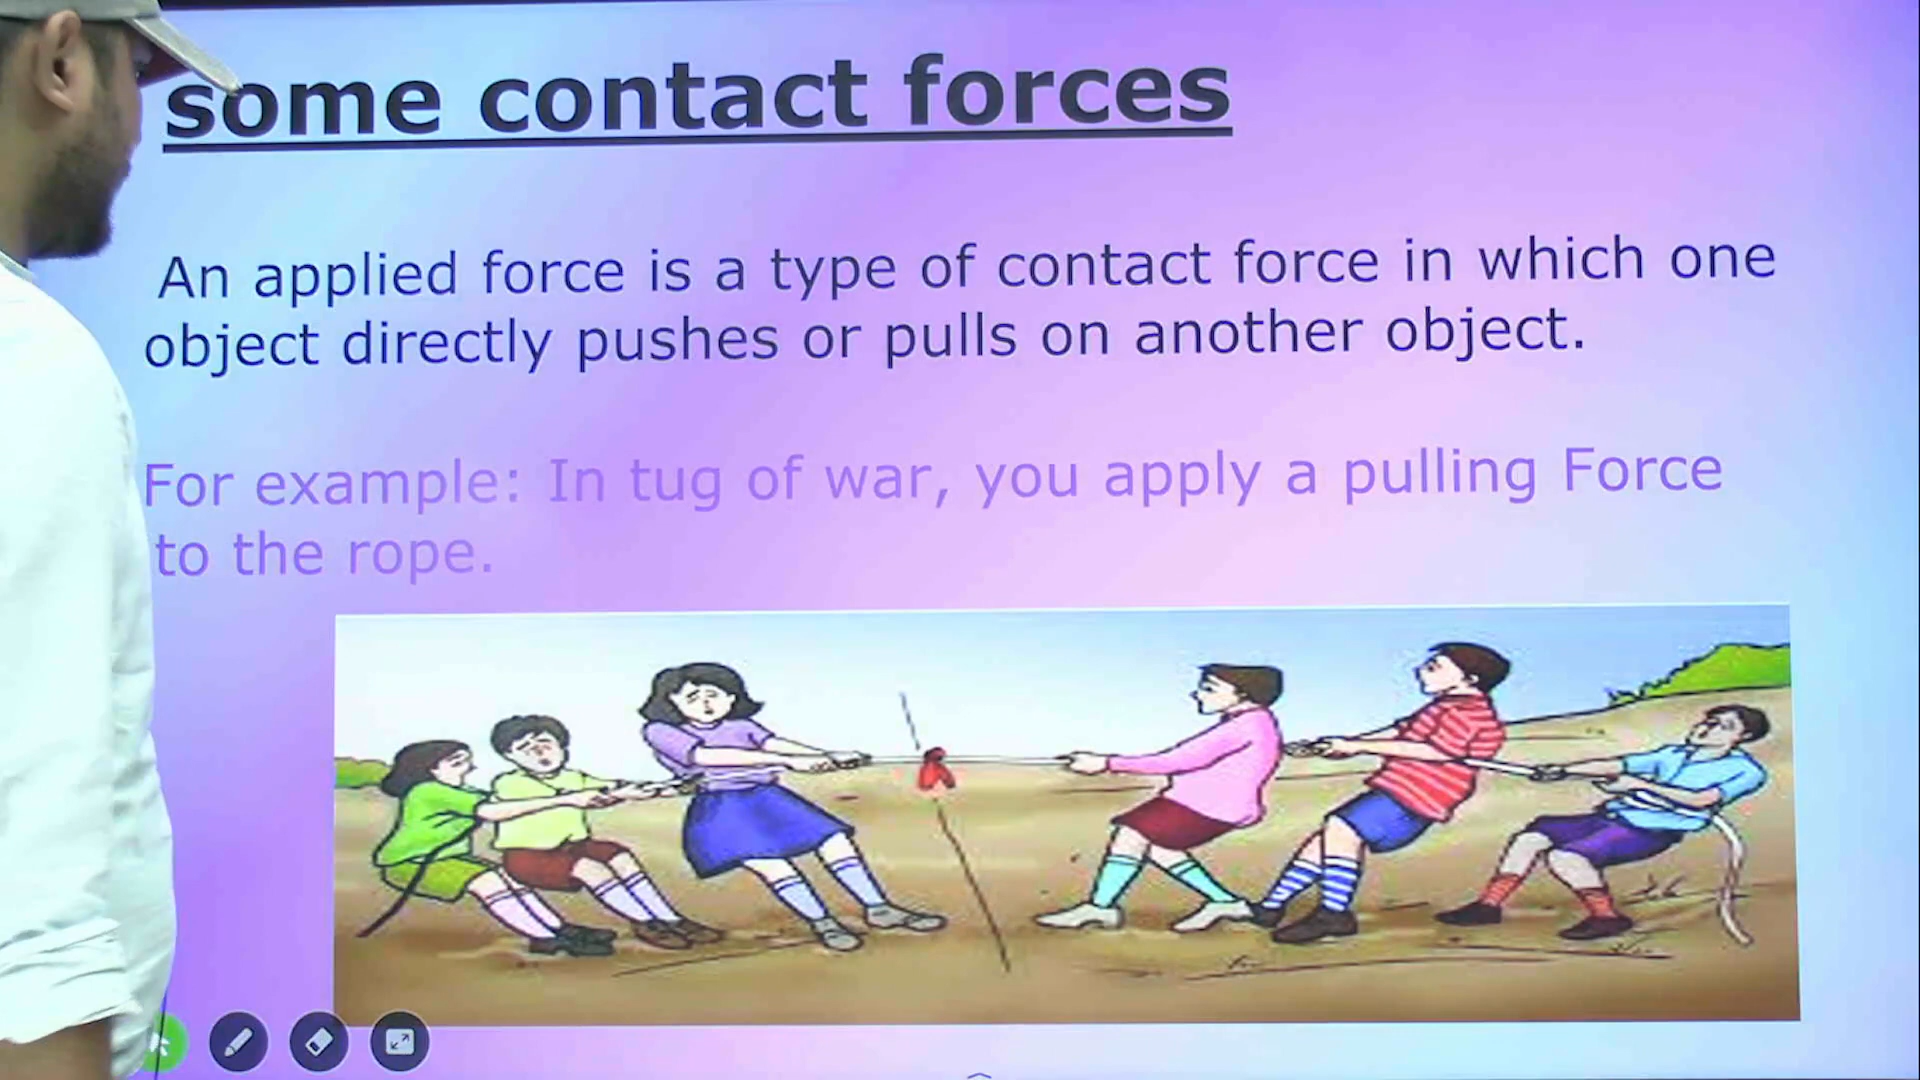 some contact forces
An applied force is a type of contact force in which one
object directly pushes or pulls on another object.
For example: In tug of war, you apply a pulling Force
to the rope.